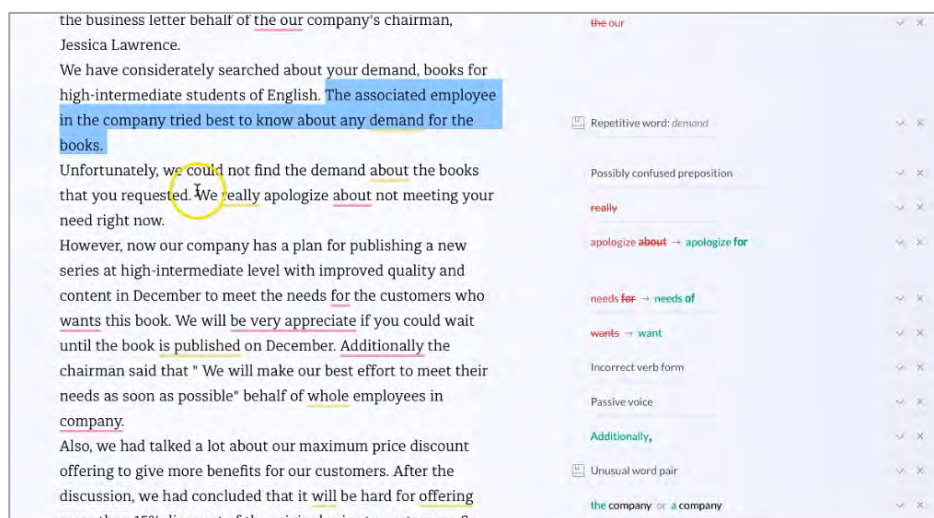 the business letter behalf of the our company's chairman,
Jessica Lawrence.
We have considerately searched about your demand, books for
high-intermediate students of English. The associated employee
in the company tried best to know about any demand for the
books.
Unfortunately, we could not find the demand about the books
that you requested. We really apologize about not meeting your
need right now.
However, now our company has a plan for publishing a new
series at high-intermediate level with improved quality and
content in December to meet the needs for the customers who
wants this book. We will be very appreciate if you could wait
until the book is published on December. Additionally the
chairman said that " We will make our best effort to meet their
needs as soon as possible" behalf of whole employees in
company.
Also, we had talked a lot about our maximum price discount
offering to give more benefits for our customers. After the
discussion, we had concluded that it will be hard for offering
the our
Repetitive word: demand
Possibly confused preposition
really
apologize about → apologize for
needs for → needs of
wants → want
Incorrect verb form
Passive voice
Additionally,
Unusual word pair
the company or a company